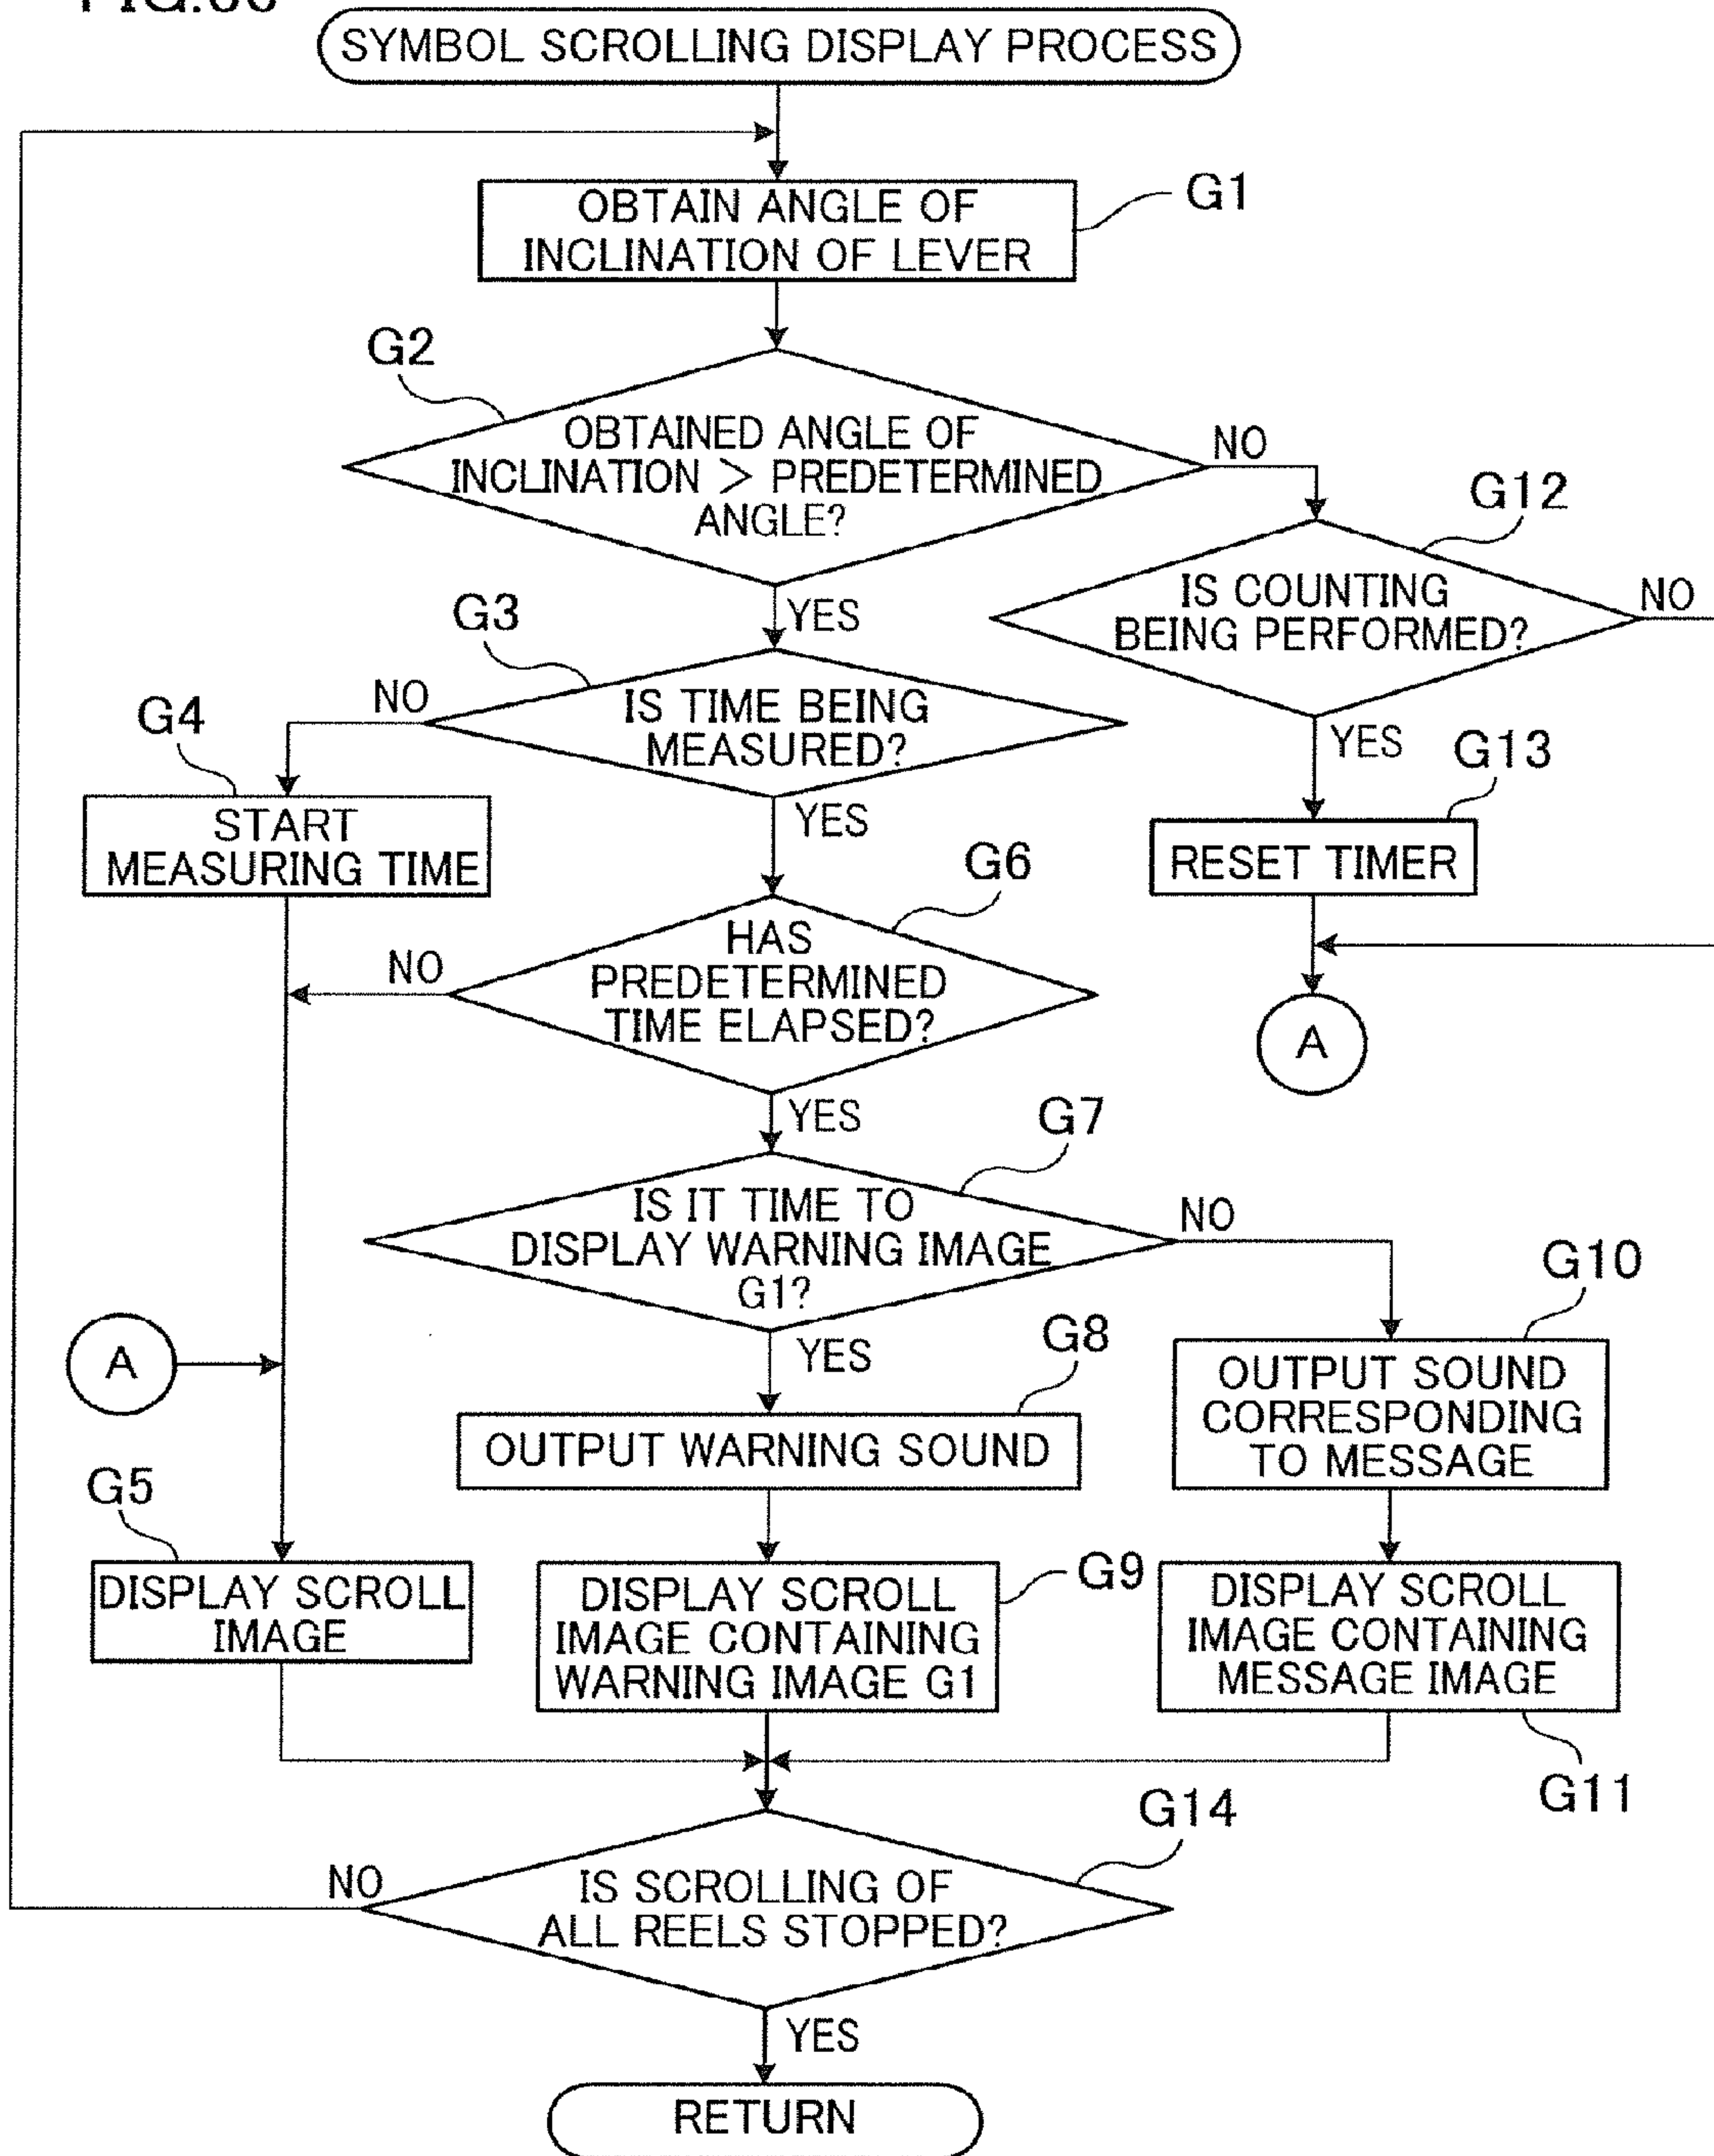 SYMBOL SCROLLING DISPLAY PROCESS
G1
OBTAIN ANGLE OF
INCLINATION OF LEVER
G2
OBTAINED ANGLE OF
INCLINATION > PREDETERMINED
ANGLE?
NO
YES
G12
IS COUNTING
BEING PERFORMED?
NO
YES
G3
IS TIME BEING
MEASURED?
NO
YES
G4
START
MEASURING TIME
G13
RESET TIMER
A
G6
HAS
PREDETERMINED
TIME ELAPSED?
NO
YES
G7
IS IT TIME TO
DISPLAY WARNING IMAGE
G1?
NO
YES
A
G8
OUTPUT WARNING SOUND
G10
OUTPUT SOUND
CORRESPONDING
TO MESSAGE
G5
DISPLAY SCROLL
IMAGE
G9
DISPLAY SCROLL
IMAGE CONTAINING
WARNING IMAGE G1
DISPLAY SCROLL
IMAGE CONTAINING
MESSAGE IMAGE
G11
G14
IS SCROLLING OF
ALL REELS STOPPED?
NO
YES
RETURN